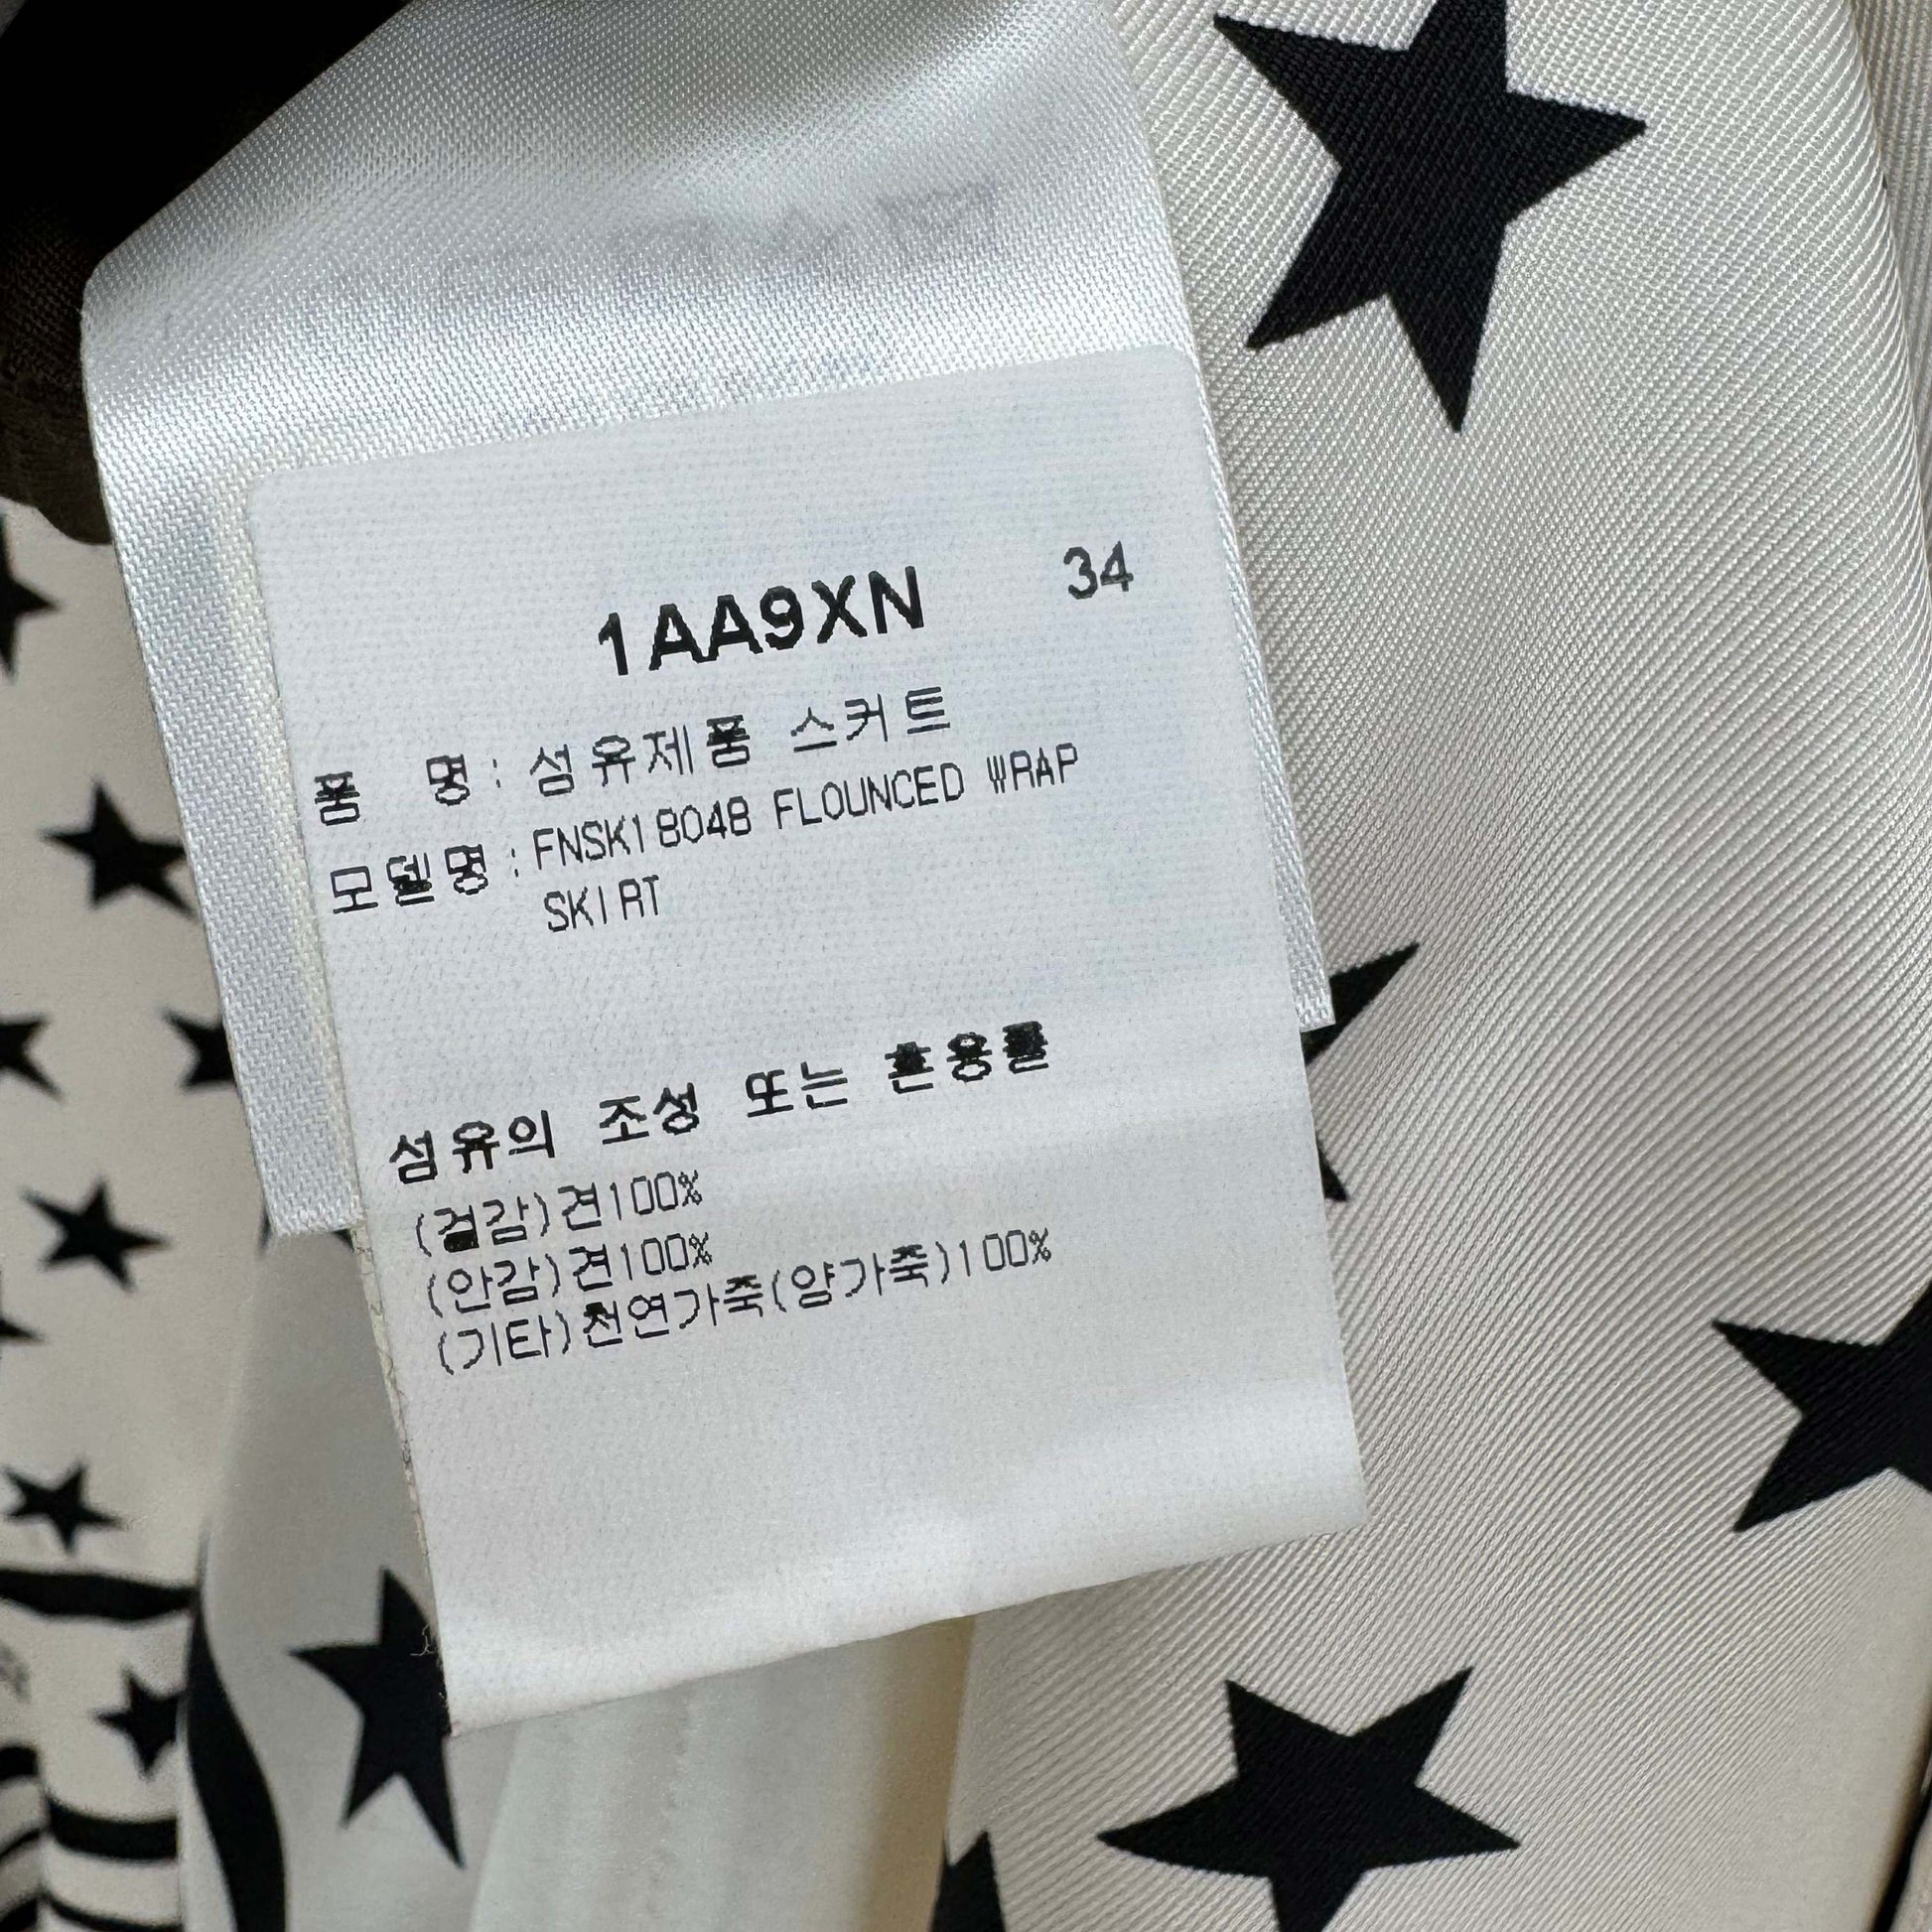 1AA9XN 34
품 명 : 섬유제품 스커트
모델명 : FNSK18048 FLOUNCED WRAP
SKIRT
섬유의 조성 또는 혼용률
(겉감)견100%
(안감)견100%
(기타)천연가죽(양가죽)100%